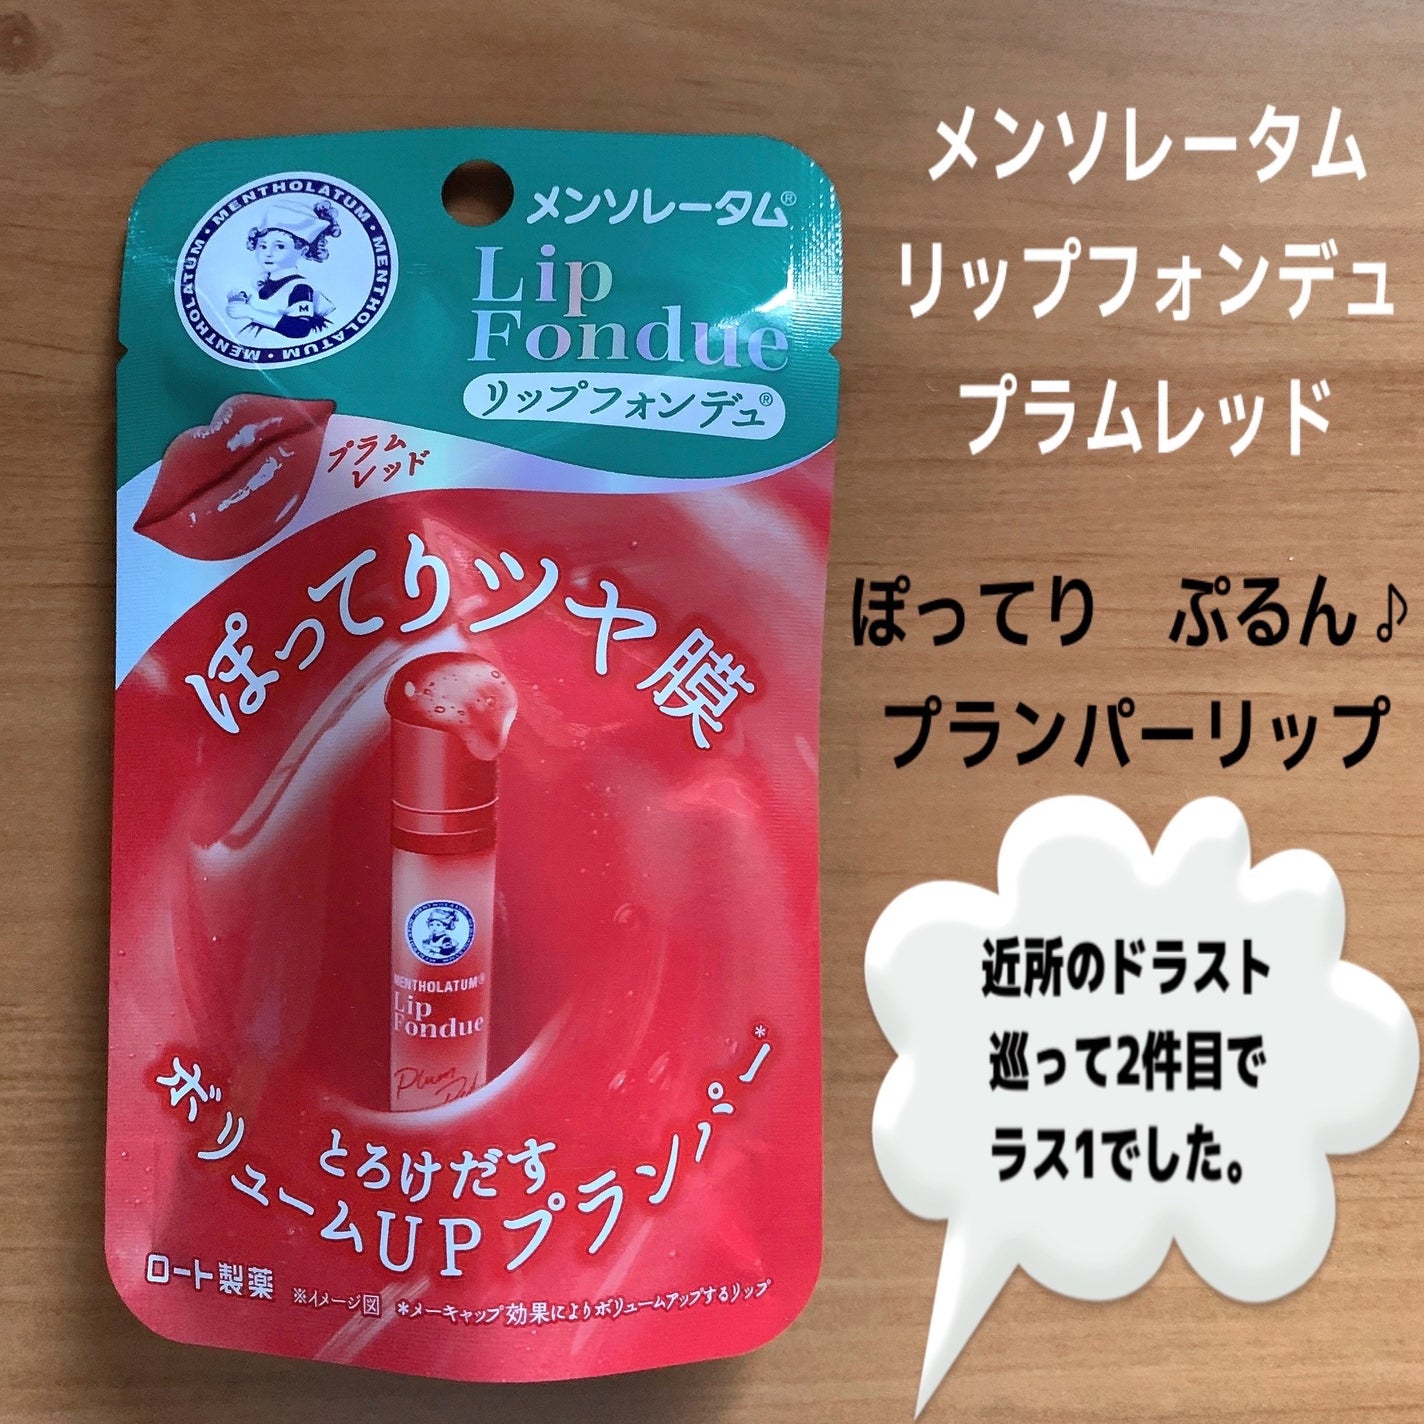 MENTHOLATUM・MENTHOLATUM・MENTHOLATUM・
M
メンソレータム®
Lip
Fondue
リップフォンデュ®
プラム
レッド
ぽってりツヤ膜
MENTHOLATUM®
Lip
Fondue
Plum
とろけだす
ボリュームUPプランパー*
ロート製薬
※イメージ図
*メーキャップ効果によりボリュームアップするリップ
メンソレータム
リップフォンデュ
プラムレッド
ぽってり　ぷるん♪
プランパーリップ
近所のドラスト
巡って2件目で
ラス1でした。